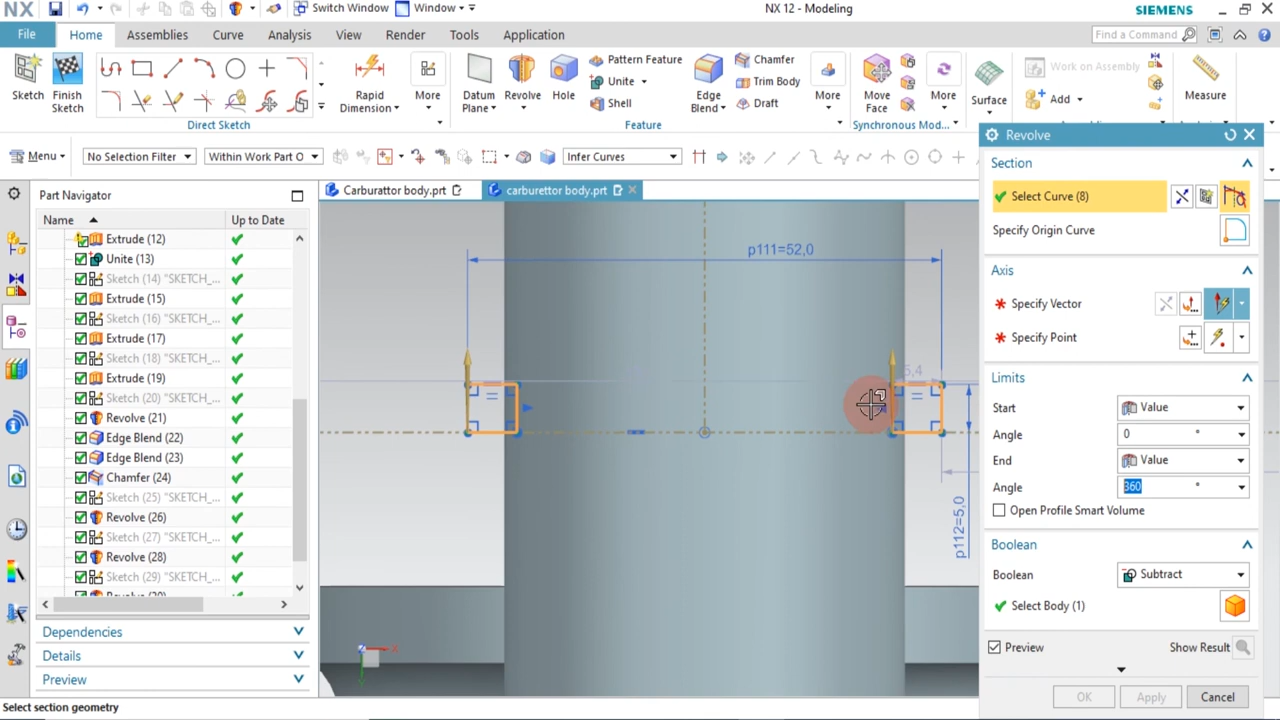 NX
Switch Window
Window
NX 12 - Modeling
SIEMENS
File
Home
Assemblies
Curve
Analysis
View
Render
Tools
Application
Find a Command
Sketch
Finish
Sketch
Direct Sketch
Rapid
Dimension
More
Datum
Plane
Revolve
Hole
Pattern Feature
Unite
Shell
Edge
Blend
Chamfer
Trim Body
Draft
More
Feature
Move
Face
More
Synchronous Mod...
Surface
Work on Assembly
Add
Measure
Menu
No Selection Filter
Within Work Part O
Infer Curves
Part Navigator
Name
Up to Date
Extrude (12)
Unite (13)
Sketch (14) "SKETCH_...
Extrude (15)
Sketch (16) "SKETCH_...
Extrude (17)
Sketch (18) "SKETCH_...
Extrude (19)
Sketch (20) "SKETCH_...
Revolve (21)
Edge Blend (22)
Edge Blend (23)
Chamfer (24)
Sketch (25) "SKETCH_...
Revolve (26)
Sketch (27) "SKETCH_...
Revolve (28)
Sketch (29) "SKETCH_...
Dependencies
Details
Preview
Select section geometry
Carburattor body.prt
carburettor body.prt
p111=52,0
5,4
p112=5,0
X
Revolve
Section
Select Curve (8)
Specify Origin Curve
Axis
Specify Vector
Specify Point
Limits
Start
Value
Angle
0
°
End
Value
Angle
360
°
Open Profile Smart Volume
Boolean
Boolean
Subtract
Select Body (1)
Preview
Show Result
OK
Apply
Cancel